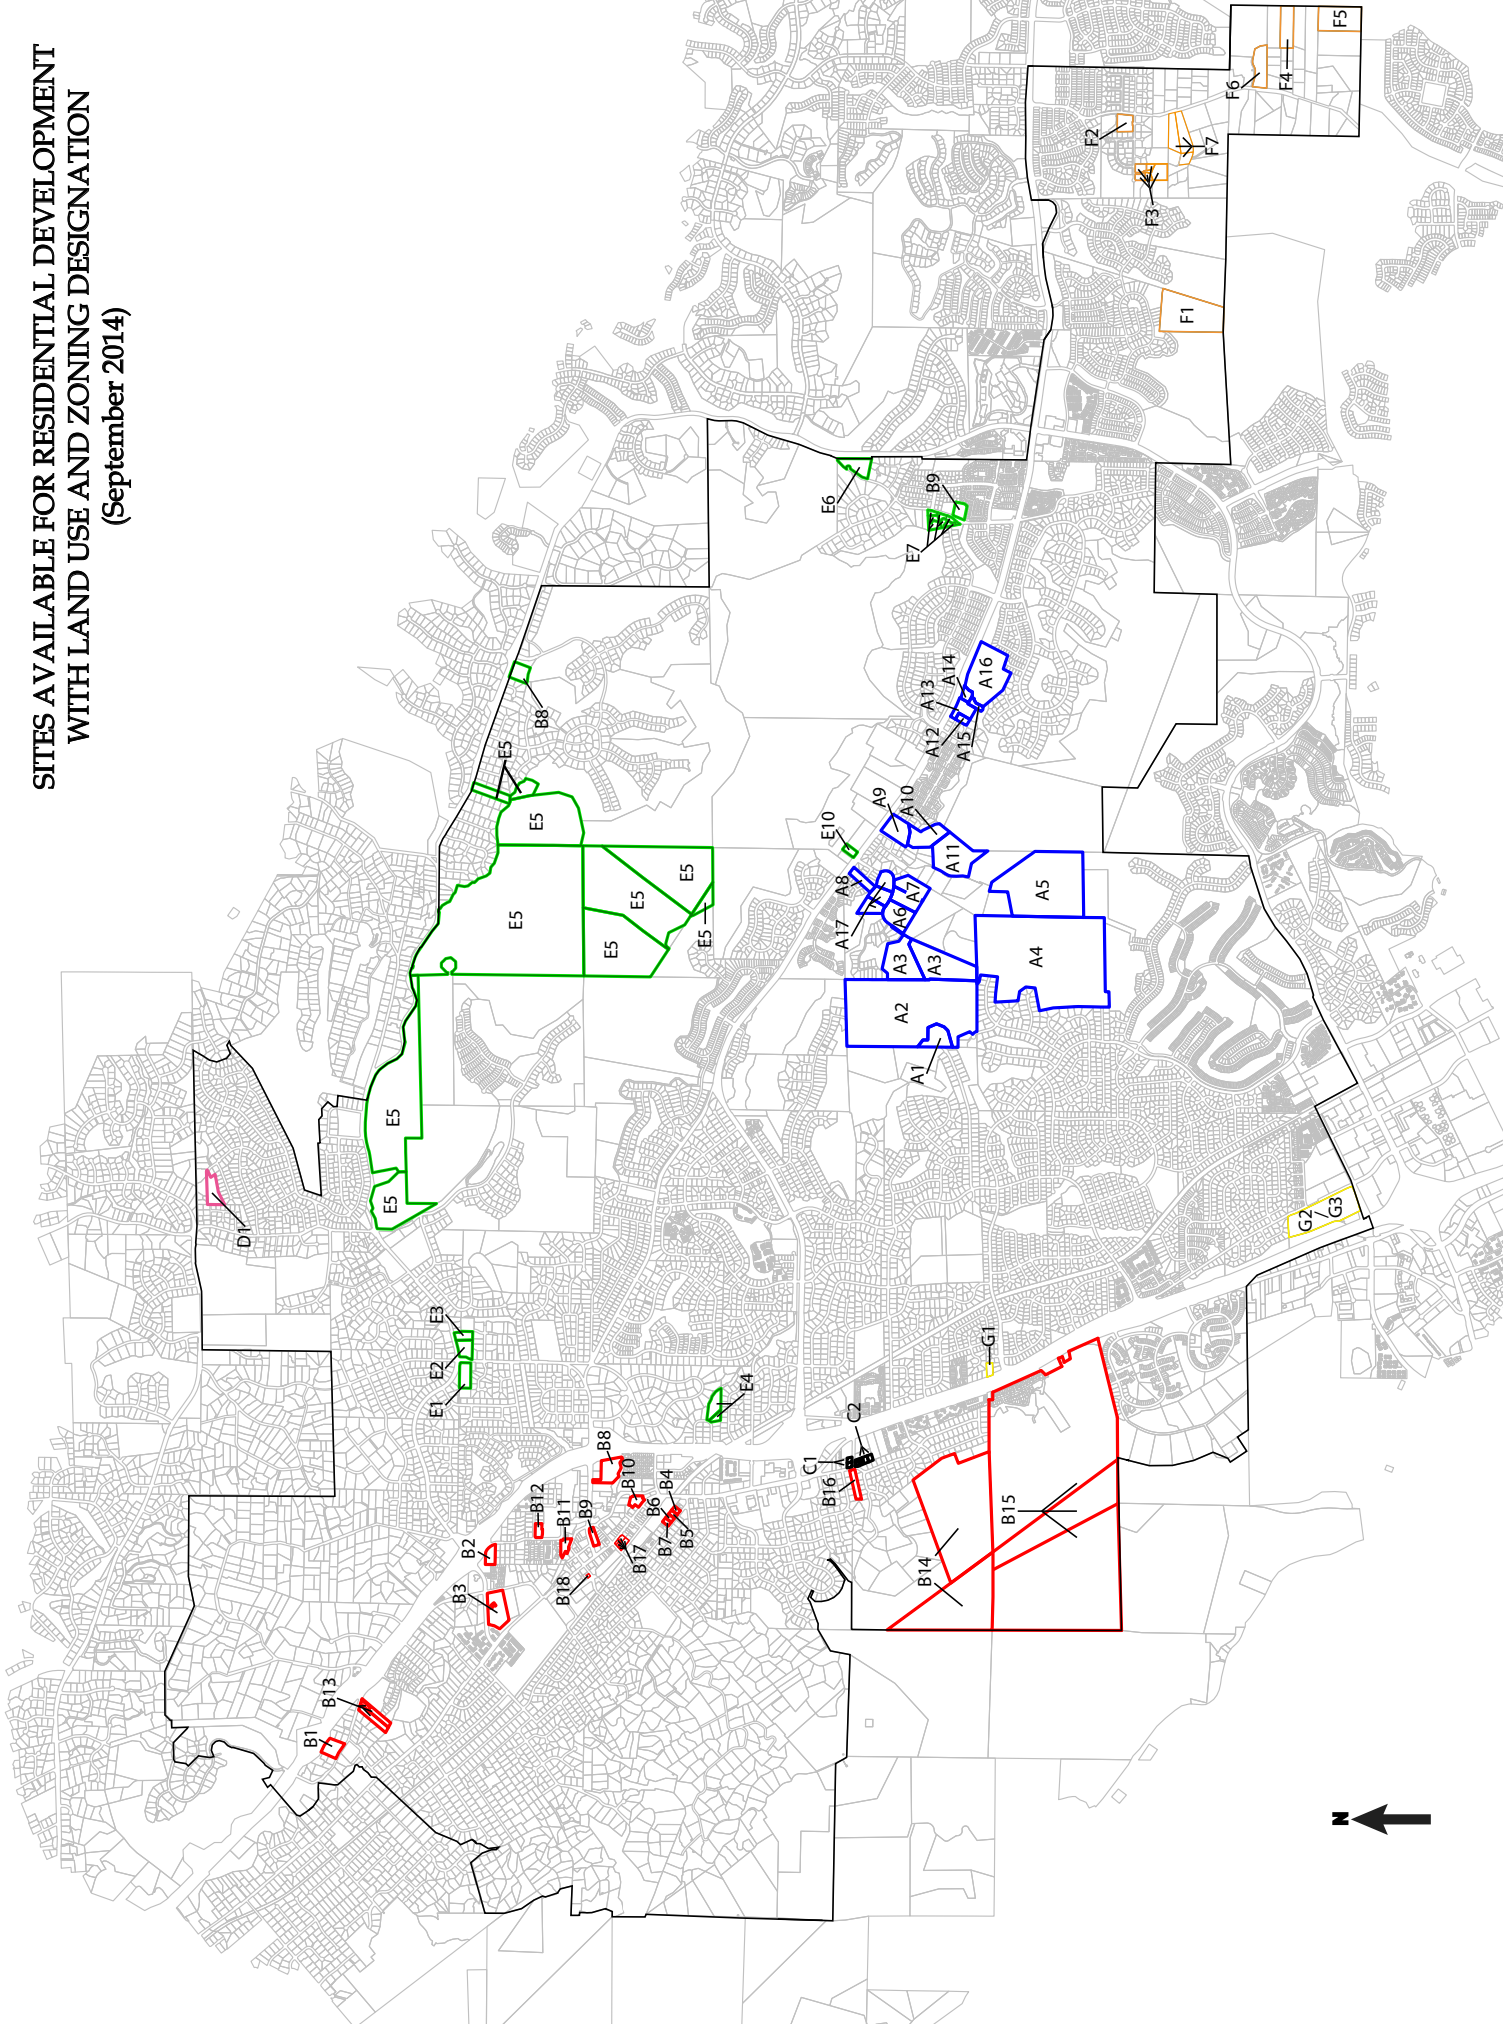 SITES AVAILABLE FOR RESIDENTIAL DEVELOPMENT
WITH LAND USE AND ZONING DESIGNATION
(September 2014)
F5
F4
F6
F2
F7
F3
F1
E6
B9
E7
B8
E5
E5
E5
E5
E5
E5
E5
E5
E5
A14
A13
A16
A12
A15
A9
A10
E10
A11
A8
A7
A6
A17
A5
A3
A3
A4
A2
A1
D1
G2
G3
E3
E2
E1
E4
G1
C2
C1
B16
B8
B10
B12
B11
B9
B6
B4
B7
B5
B17
B18
B2
B3
B15
B14
B13
B1
N